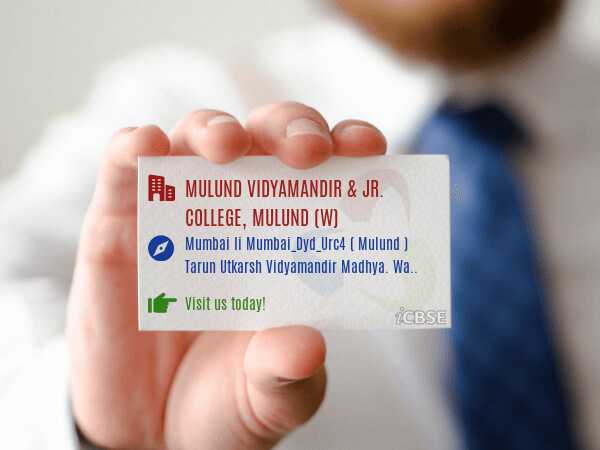 MULUND VIDYAMANDIR & JR.
COLLEGE, MULUND (W)
Mumbai Ii Mumbai_Dyd_Urc4 ( Mulund )
Tarun Utkarsh Vidyamandir Madhya. Wa..
Visit us today!
iCBSE